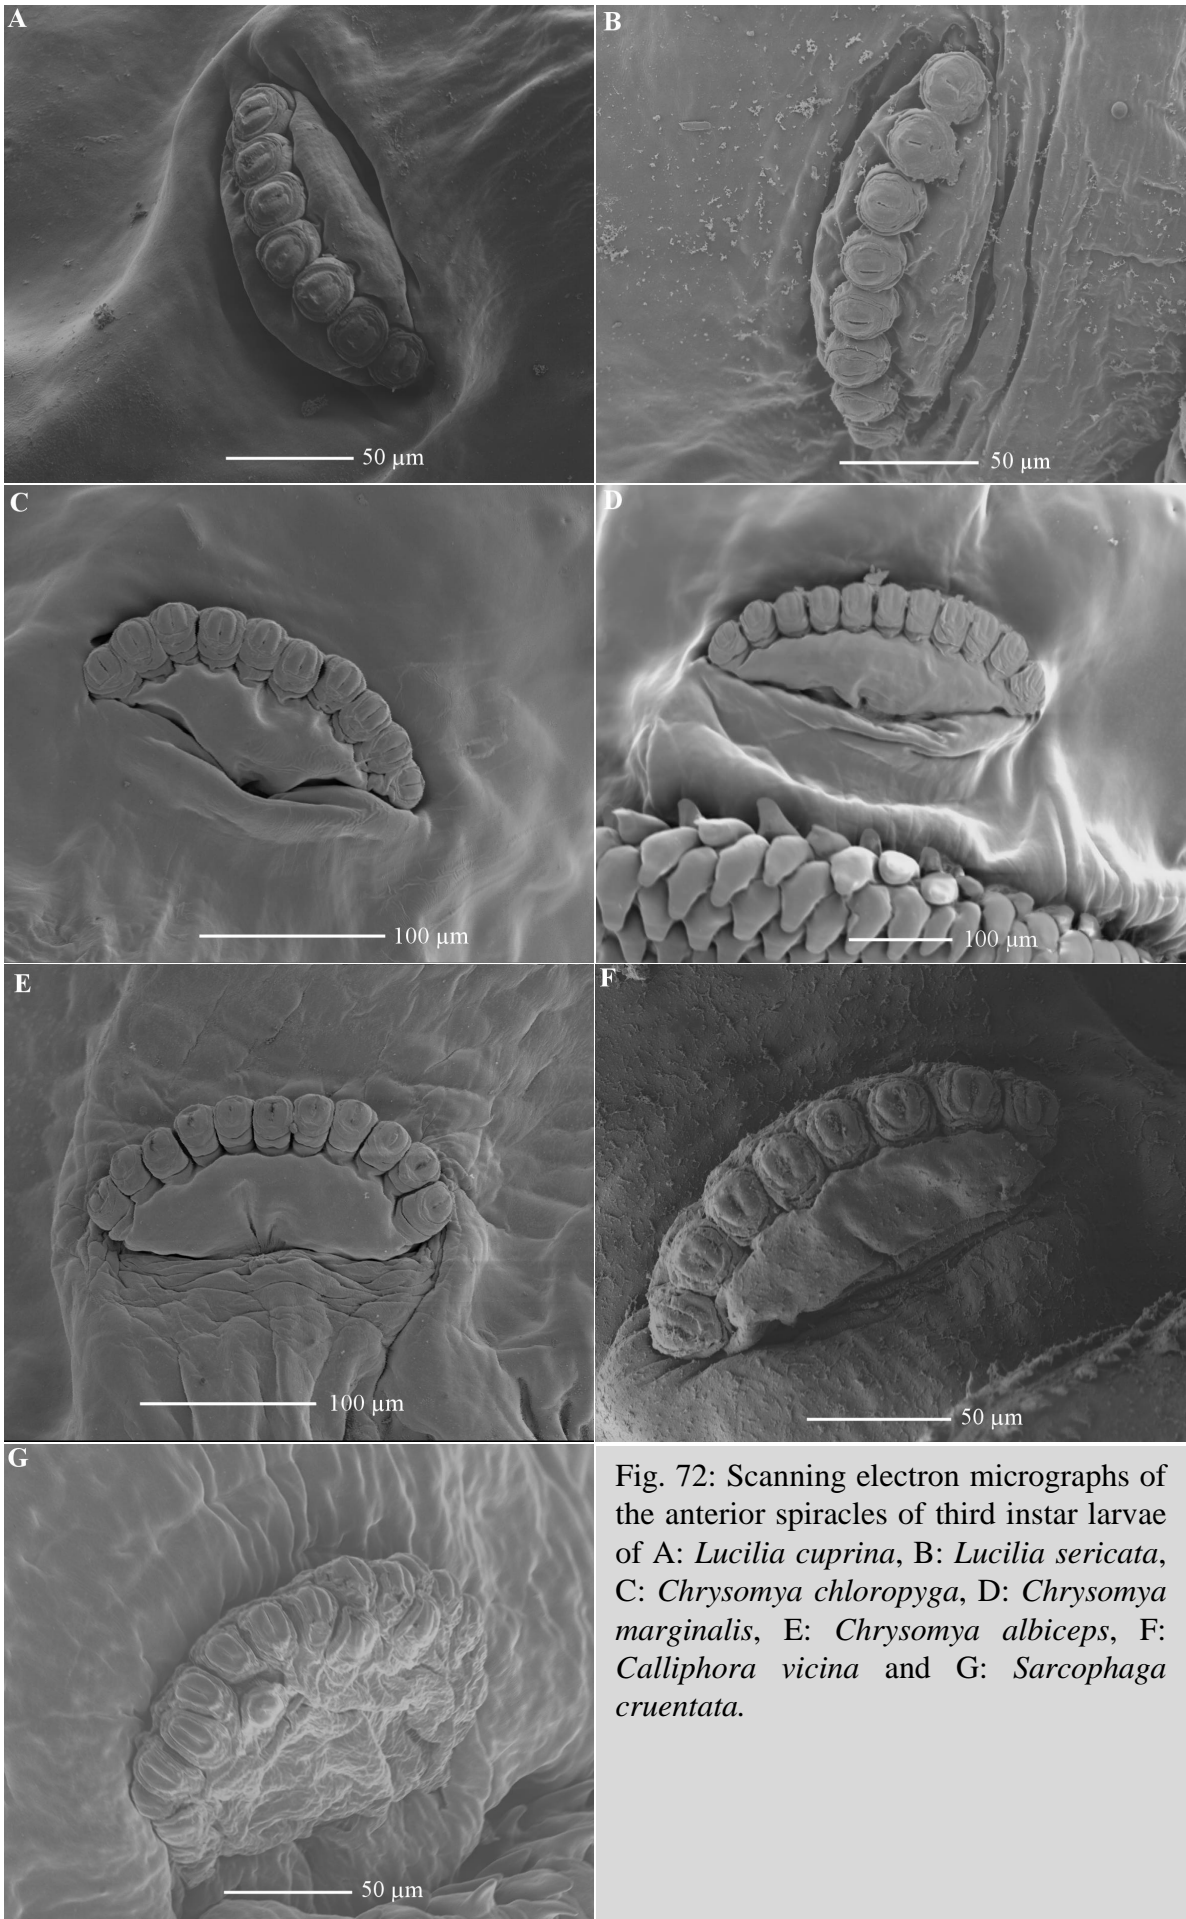 A
50 µm
B
50 µm
C
100 µm
D
100 µm
E
100 µm
F
50 µm
G
50 µm
Fig. 72: Scanning electron micrographs of
the anterior spiracles of third instar larvae
of A: Lucilia cuprina, B: Lucilia sericata,
C: Chrysomya chloropyga, D: Chrysomya
marginalis, E: Chrysomya albiceps, F:
Calliphora vicina and G: Sarcophaga
cruentata.